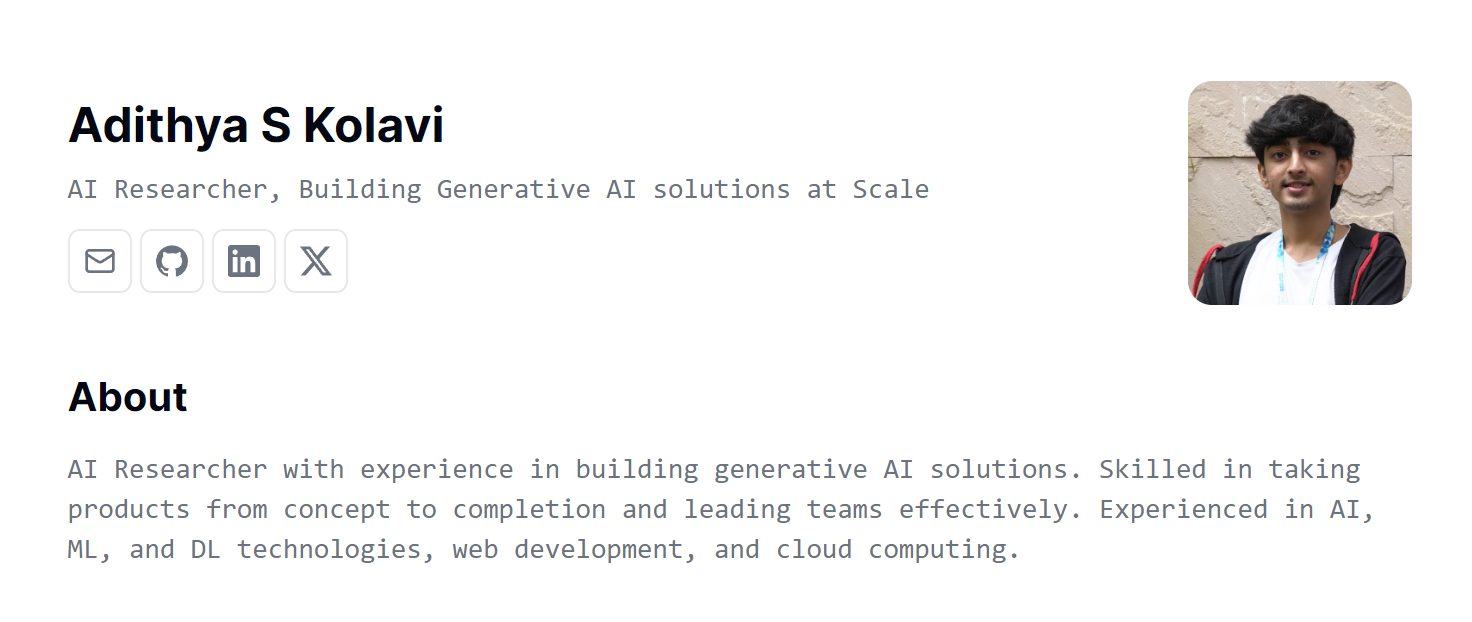 Adithya S Kolavi
AI Researcher, Building Generative AI solutions at Scale
in
X
About
AI Researcher with experience in building generative AI solutions. Skilled in taking
products from concept to completion and leading teams effectively. Experienced in AI,
ML, and DL technologies, web development, and cloud computing.